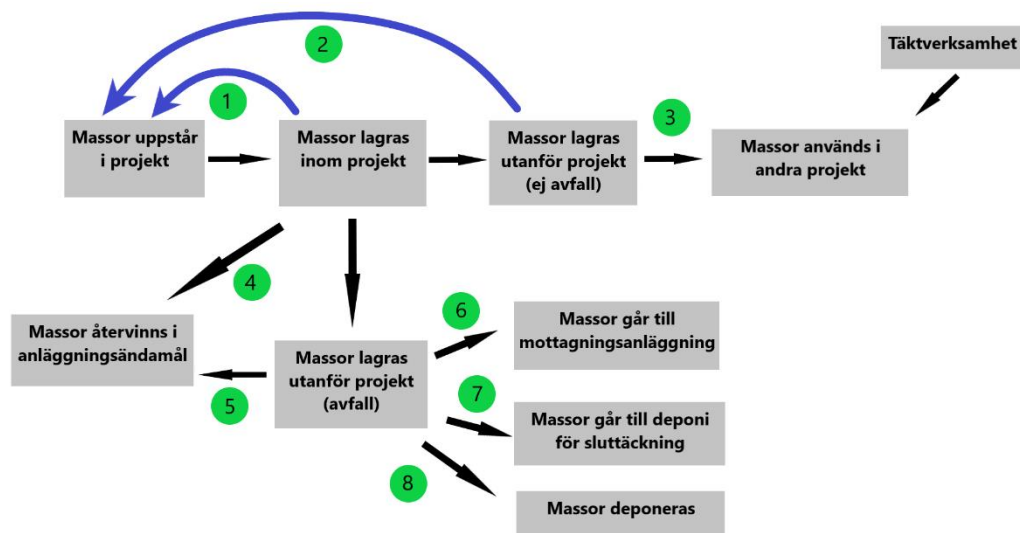 2
Täktverksamhet
1
3
Massor uppstår
i projekt
Massor lagras
inom projekt
Massor lagras
utanför projekt
(ej avfall)
Massor används i
andra projekt
4
Massor återvinns i
anläggningsändamål
5
Massor lagras
utanför projekt
(avfall)
6
Massor går till
mottagningsanläggning
7
Massor går till deponi
för sluttäckning
8
Massor deponeras